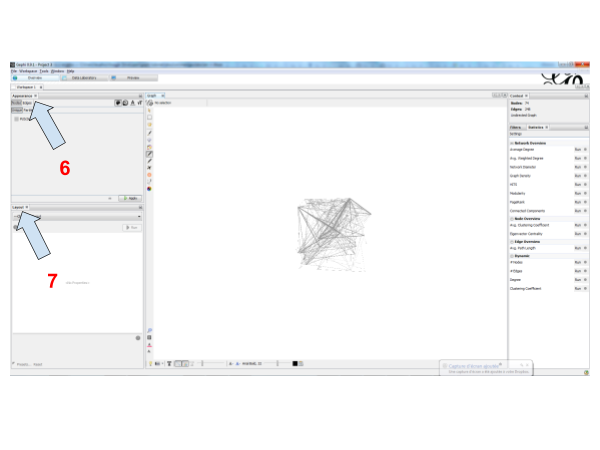 Gephi 0.9.1 - Project 1
File Workspace Tools Window Help
Overview Data Laboratory Preview
Workspace 1
Appearance
Nodes Edges
6
Apply
Layout
Run
7
Presets... Reset
Graph
Context
Nodes: 74
Edges: 248
Undirected Graph
Filters Statistics
Settings
Network Overview
Average Degree Run
Avg. Weighted Degree Run
Network Diameter Run
Graph Density Run
HITS Run
Modularity Run
PageRank Run
Connected Components Run
Node Overview
Avg. Clustering Coefficient Run
Eigenvector Centrality Run
Edge Overview
Avg. Path Length Run
Dynamic
# Nodes Run
# Edges Run
Degree Run
Clustering Coefficient Run
Capture d'écran ajoutée